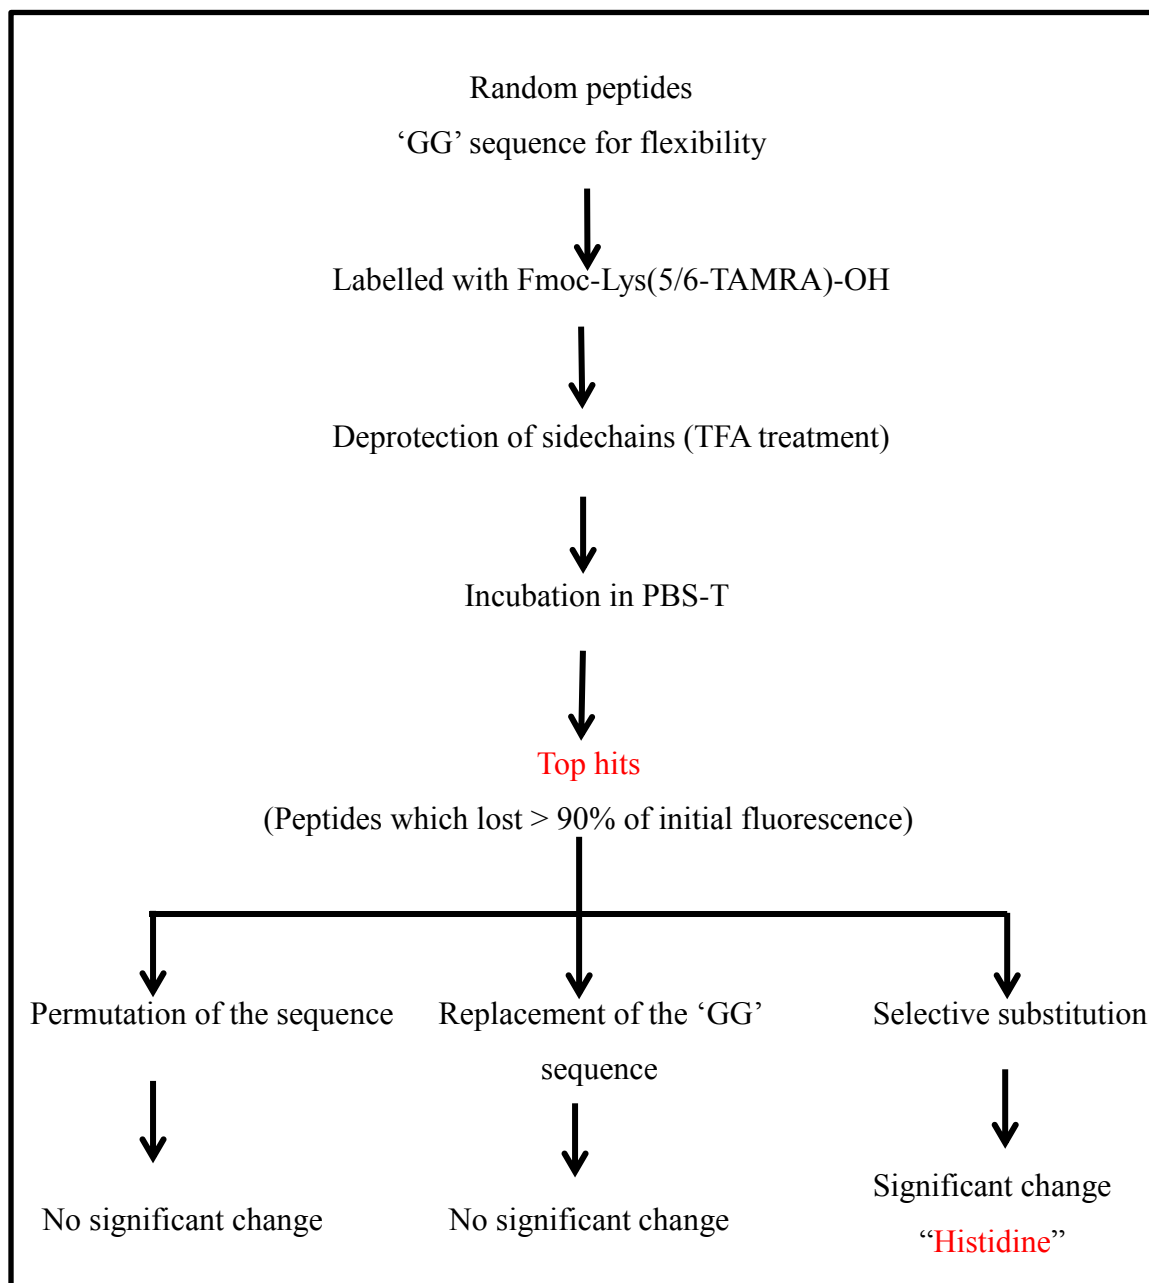 Random peptides
‘GG’ sequence for flexibility
Labelled with Fmoc-Lys(5/6-TAMRA)-OH
Deprotection of sidechains (TFA treatment)
Incubation in PBS-T
Top hits
(Peptides which lost > 90% of initial fluorescence)
Permutation of the sequence
Replacement of the ‘GG’
sequence
Selective substitution
No significant change
No significant change
Significant change
“Histidine”